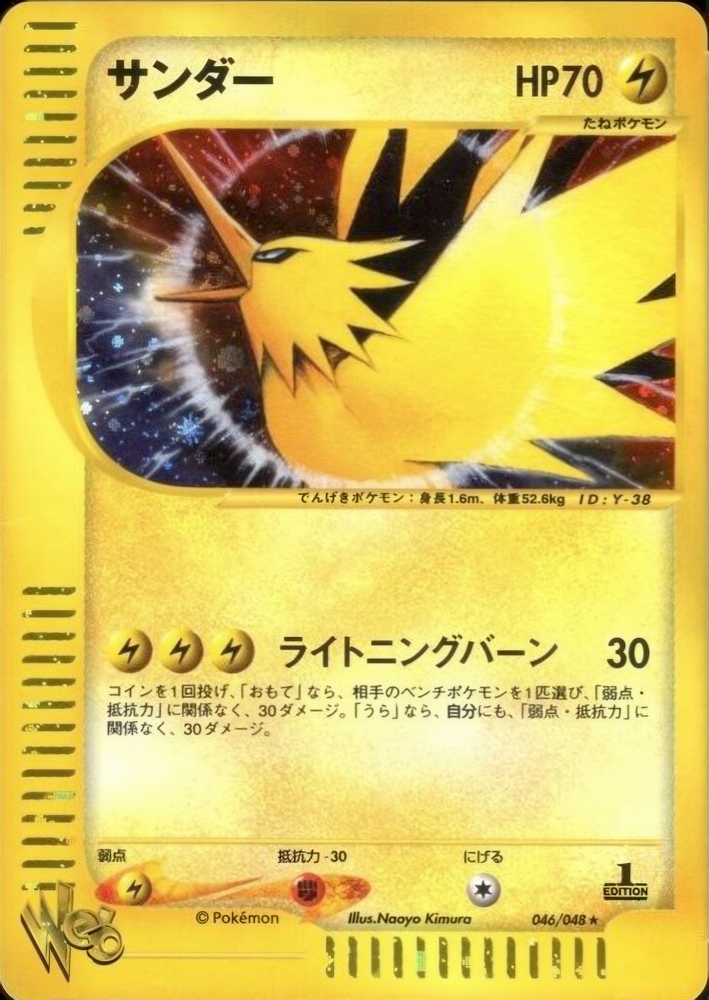 サンダー HP70
たねポケモン
でんげきポケモン：身長1.6m、体重52.6kg ID:Y-38
ライトニングバーン 30
コインを1回投げ、「おもて」なら、相手のベンチポケモンを1匹選び、「弱点・
抵抗力」に関係なく、30ダメージ。「うら」なら、自分にも、「弱点・抵抗力」に
関係なく、30ダメージ。
弱点 抵抗力 -30 にげる
1
EDITION
Web
© Pokémon Illus.Naoyo Kimura 046/048★